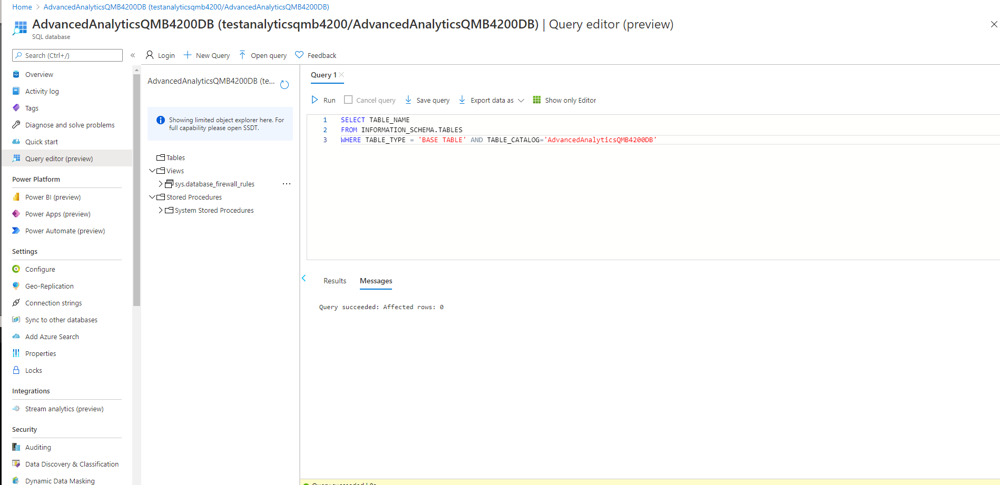 Home > AdvancedAnalyticsQMB4200DB (testanalyticsqmb4200/AdvancedAnalyticsQMB4200DB)
AdvancedAnalyticsQMB4200DB (testanalyticsqmb4200/AdvancedAnalyticsQMB4200DB) | Query editor (preview)
SQL database
Search (Ctrl+/)
«
Login
New Query
Open query
Feedback
Overview
Activity log
Tags
Diagnose and solve problems
Quick start
Query editor (preview)
Power Platform
Power BI (preview)
Power Apps (preview)
Power Automate (preview)
Settings
Configure
Geo-Replication
Connection strings
Sync to other databases
Add Azure Search
Properties
Locks
Integrations
Stream analytics (preview)
Security
Auditing
Data Discovery & Classification
Dynamic Data Masking
AdvancedAnalyticsQMB4200DB (te...
Showing limited object explorer here. For
full capability please open SSDT.
Tables
Views
sys.database_firewall_rules
...
Stored Procedures
System Stored Procedures
Query 1
Run
Cancel query
Save query
Export data as
Show only Editor
1 SELECT TABLE_NAME
2 FROM INFORMATION_SCHEMA.TABLES
3 WHERE TABLE_TYPE = 'BASE TABLE' AND TABLE_CATALOG='AdvancedAnalyticsQMB4200DB'
Results
Messages
Query succeeded: Affected rows: 0
Query succeeded | 0s